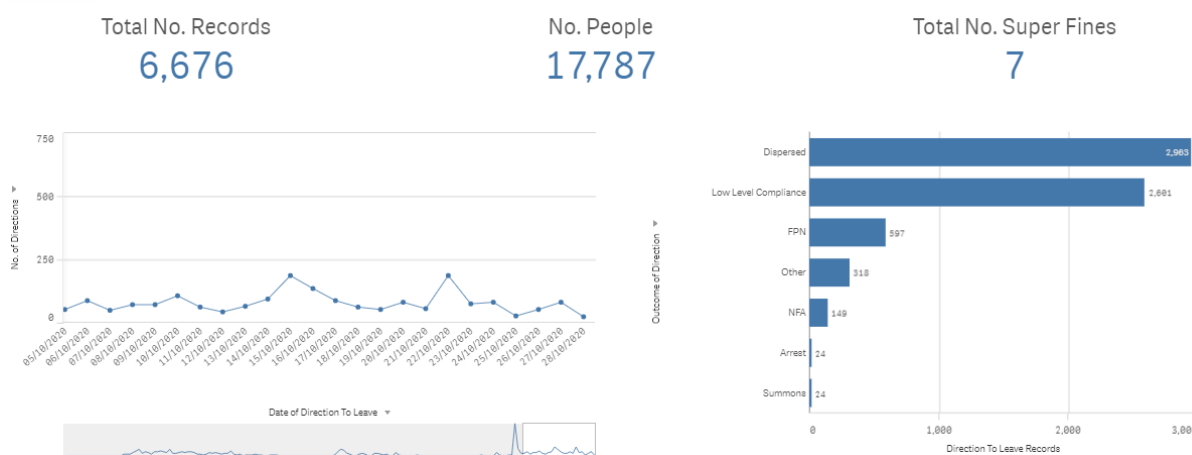 Total No. Records
6,676
No. People
17,787
Total No. Super Fines
7
No. of Directions
750
500
250
0
05/10/2020
06/10/2020
07/10/2020
08/10/2020
09/10/2020
10/10/2020
11/10/2020
12/10/2020
13/10/2020
14/10/2020
15/10/2020
16/10/2020
17/10/2020
18/10/2020
19/10/2020
20/10/2020
21/10/2020
22/10/2020
23/10/2020
24/10/2020
25/10/2020
26/10/2020
27/10/2020
28/10/2020
Date of Direction To Leave
Outcome of Direction
Dispersed 2,963
Low Level Compliance 2,601
FPN 597
Other 318
NFA 149
Arrest 24
Summons 24
0 1,000 2,000 3,00
Direction To Leave Records